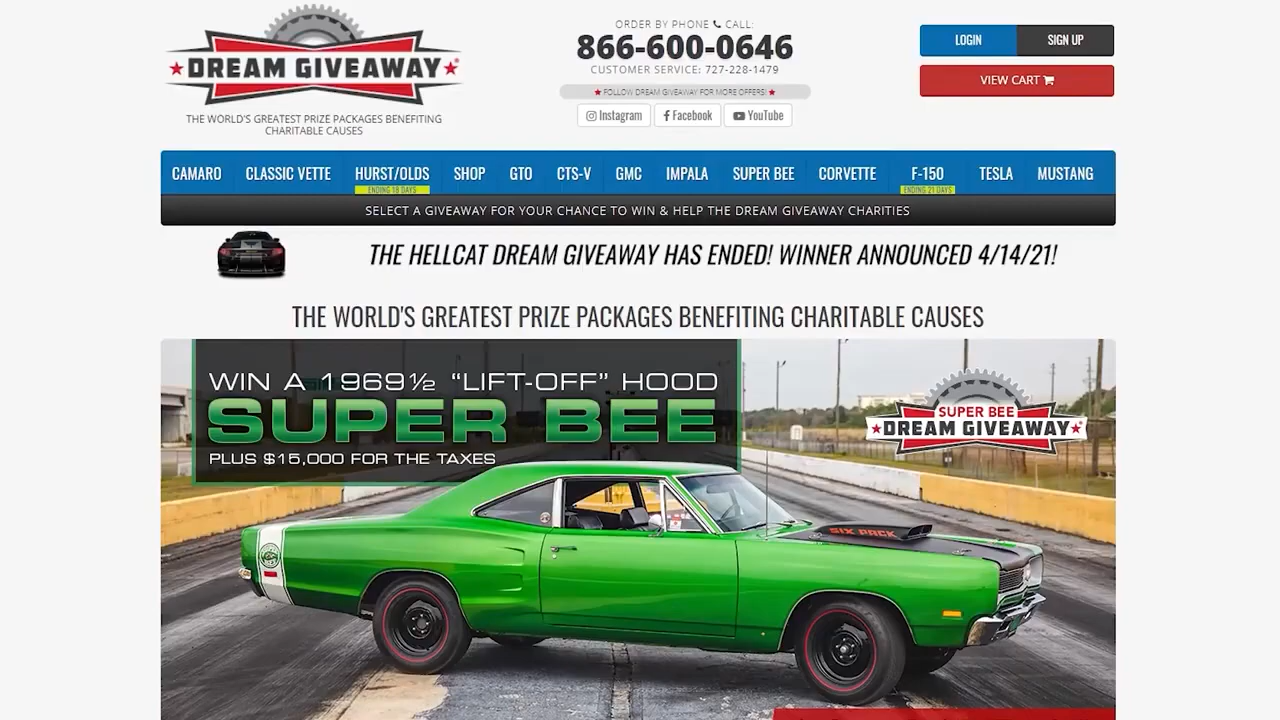 DREAM GIVEAWAY
THE WORLD'S GREATEST PRIZE PACKAGES BENEFITING
CHARITABLE CAUSES
ORDER BY PHONE CALL:
866-600-0646
CUSTOMER SERVICE: 727-228-1479
FOLLOW DREAM GIVEAWAY FOR MORE OFFERS!
Instagram Facebook YouTube
LOGIN SIGN UP
VIEW CART
CAMARO CLASSIC VETTE HURST/OLDS SHOP GTO CTS-V GMC IMPALA SUPER BEE CORVETTE F-150 TESLA MUSTANG
ENDING 18 DAYS ENDING 21 DAYS
SELECT A GIVEAWAY FOR YOUR CHANCE TO WIN & HELP THE DREAM GIVEAWAY CHARITIES
THE HELLCAT DREAM GIVEAWAY HAS ENDED! WINNER ANNOUNCED 4/14/21!
THE WORLD'S GREATEST PRIZE PACKAGES BENEFITING CHARITABLE CAUSES
WIN A 1969½ “LIFT-OFF” HOOD
SUPER BEE
PLUS $15,000 FOR THE TAXES
SUPER BEE
DREAM GIVEAWAY
SIX PACK